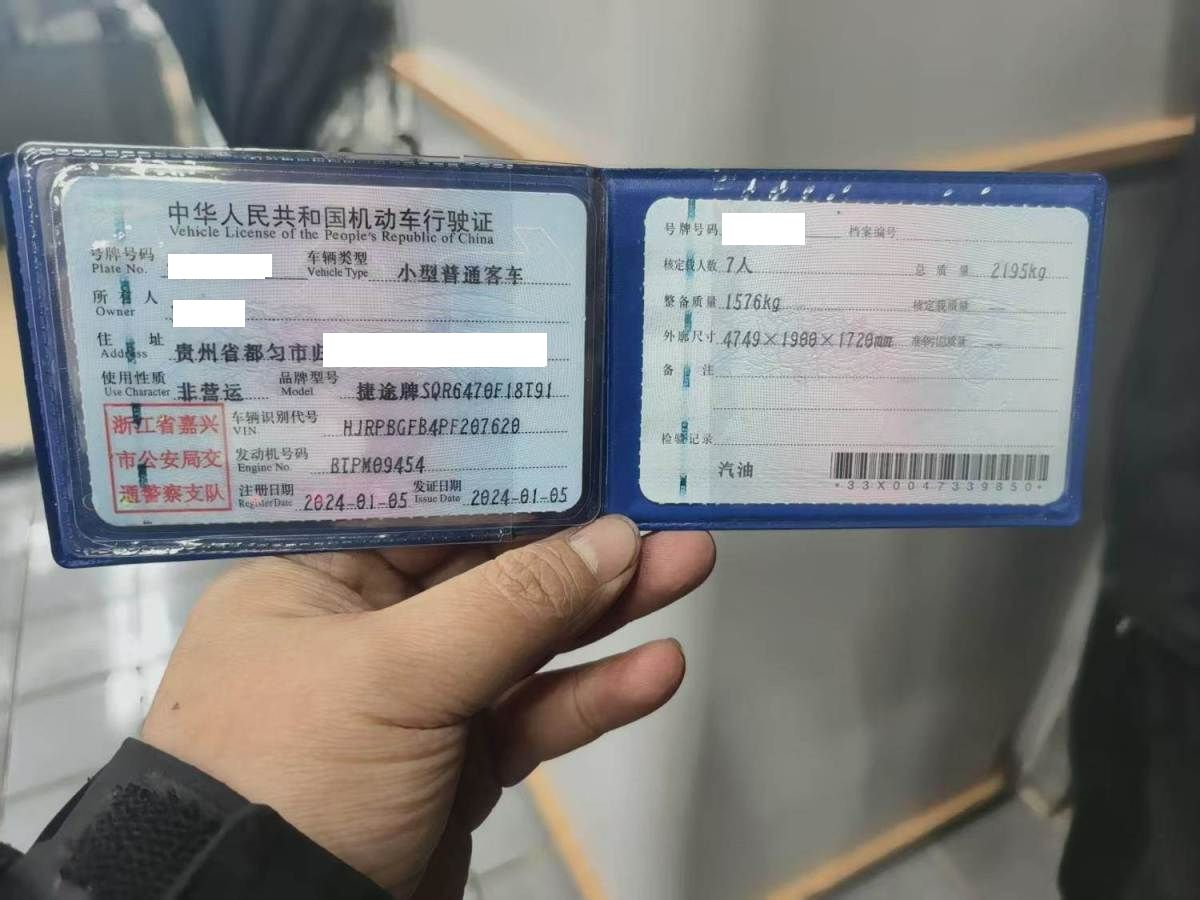 中华人民共和国机动车行驶证
Vehicle License of the People's Republic of China
号牌号码
Plate No.
车辆类型 小型普通客车
Vehicle Type
所有人
Owner
住址 贵州省都匀市归
Address
使用性质 非营运 品牌型号 捷途牌SQR6470F18T91
Use Character Model
浙江省嘉兴
市公安局交
通警察支队
车辆识别代号 HJRPBGFB4PF207620
VIN
发动机号码 BTPM09454
Engine No.
注册日期 2024-01-05 发证日期 2024-01-05
Register Date Issue Date
号牌号码 档案编号
核定载人数 7人 总质量 2195kg
整备质量 1576kg 核定载质量 --
外廓尺寸 4749×1900×1720mm 准牵引总质量 --
备注
检验记录
汽油
*33X0047339850*